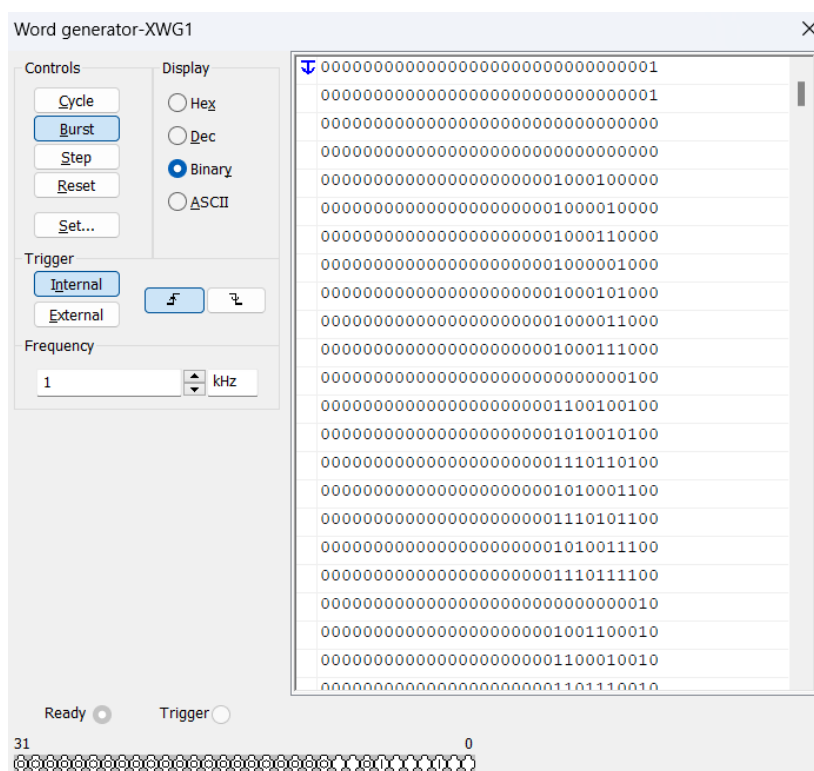 Word generator-XWG1
Controls
Cycle
Burst
Step
Reset
Set...
Display
Hex
Dec
Binary
ASCII
Trigger
Internal
External
Frequency
1 kHz
00000000000000000000000000000001
00000000000000000000000000000001
00000000000000000000000000000000
00000000000000000000000000000000
00000000000000000000001000100000
00000000000000000000001000010000
00000000000000000000001000110000
00000000000000000000001000001000
00000000000000000000001000101000
00000000000000000000001000011000
00000000000000000000001000111000
00000000000000000000000000000100
00000000000000000000001100100100
00000000000000000000001010010100
00000000000000000000001110110100
00000000000000000000001010001100
00000000000000000000001110101100
00000000000000000000001010011100
00000000000000000000001110111100
00000000000000000000000000000010
00000000000000000000001001100010
00000000000000000000001100010010
00000000000000000000001101110010
Ready
Trigger
31 0